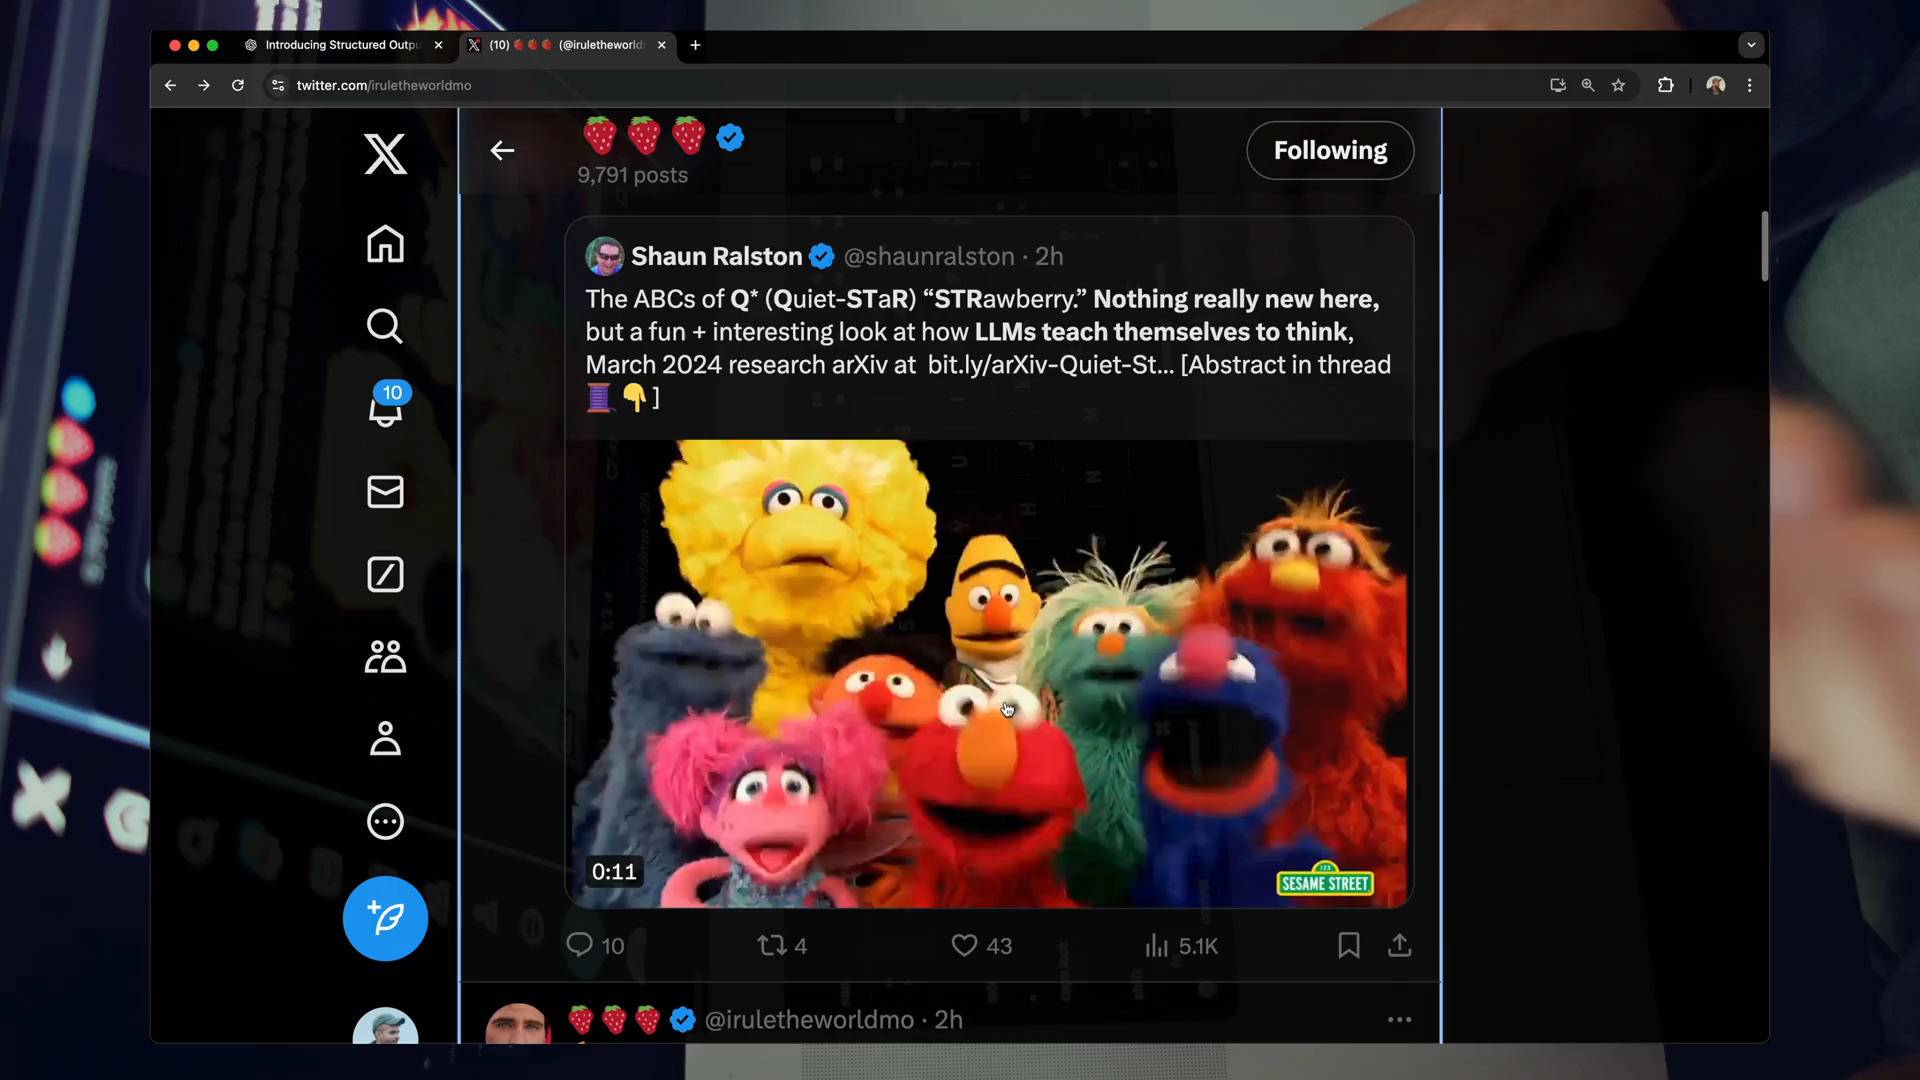 Introducing Structured Outpu
(10) 🍓🍓🍓 (@iruletheworld
twitter.com/iruletheworldmo
🍓🍓🍓
9,791 posts
Following
Shaun Ralston @shaunralston · 2h
The ABCs of Q* (Quiet-STaR) “STRawberry.” Nothing really new here,
but a fun + interesting look at how LLMs teach themselves to think,
March 2024 research arXiv at bit.ly/arXiv-Quiet-St... [Abstract in thread
🧵👇]
10
0:11
123
SESAME STREET
10
4
43
5.1K
🍓🍓🍓 @iruletheworldmo · 2h